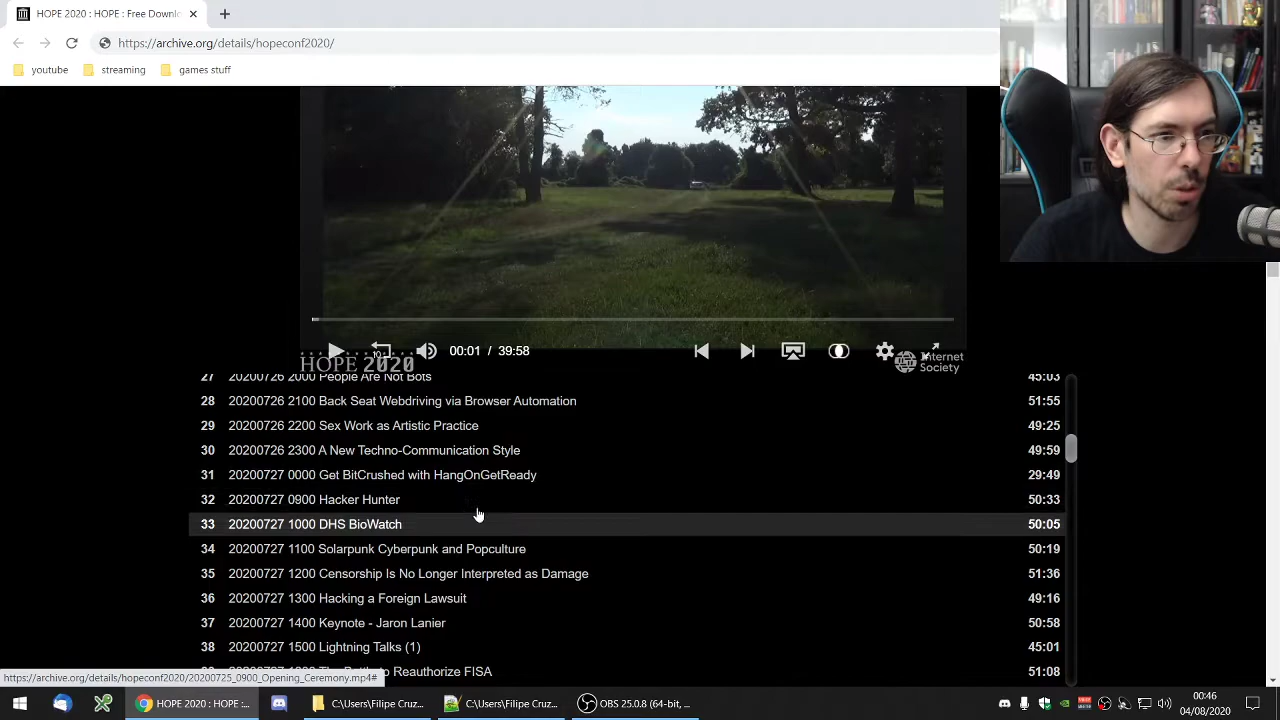 HOPE 2020 : HOPE : Free Downlo
https://archive.org/details/hopeconf2020/
youtube
streaming
games stuff
10
00:01 / 39:58
HOPE 2020
Internet
Society
27 20200726 2000 People Are Not Bots 45:03
28 20200726 2100 Back Seat Webdriving via Browser Automation 51:55
29 20200726 2200 Sex Work as Artistic Practice 49:25
30 20200726 2300 A New Techno-Communication Style 49:59
31 20200727 0000 Get BitCrushed with HangOnGetReady 29:49
32 20200727 0900 Hacker Hunter 50:33
33 20200727 1000 DHS BioWatch 50:05
34 20200727 1100 Solarpunk Cyberpunk and Popculture 50:19
35 20200727 1200 Censorship Is No Longer Interpreted as Damage 51:36
36 20200727 1300 Hacking a Foreign Lawsuit 49:16
37 20200727 1400 Keynote - Jaron Lanier 50:58
38 20200727 1500 Lightning Talks (1) 45:01
The Battle to Reauthorize FISA 51:08
https://archive.org/details/hopeconf2020/20200725_0900_Opening_Ceremony.mp4#
HOPE 2020 : HOPE :...
C:\Users\Filipe Cruz...
C:\Users\Filipe Cruz...
OBS 25.0.8 (64-bit, ...
00:46
04/08/2020